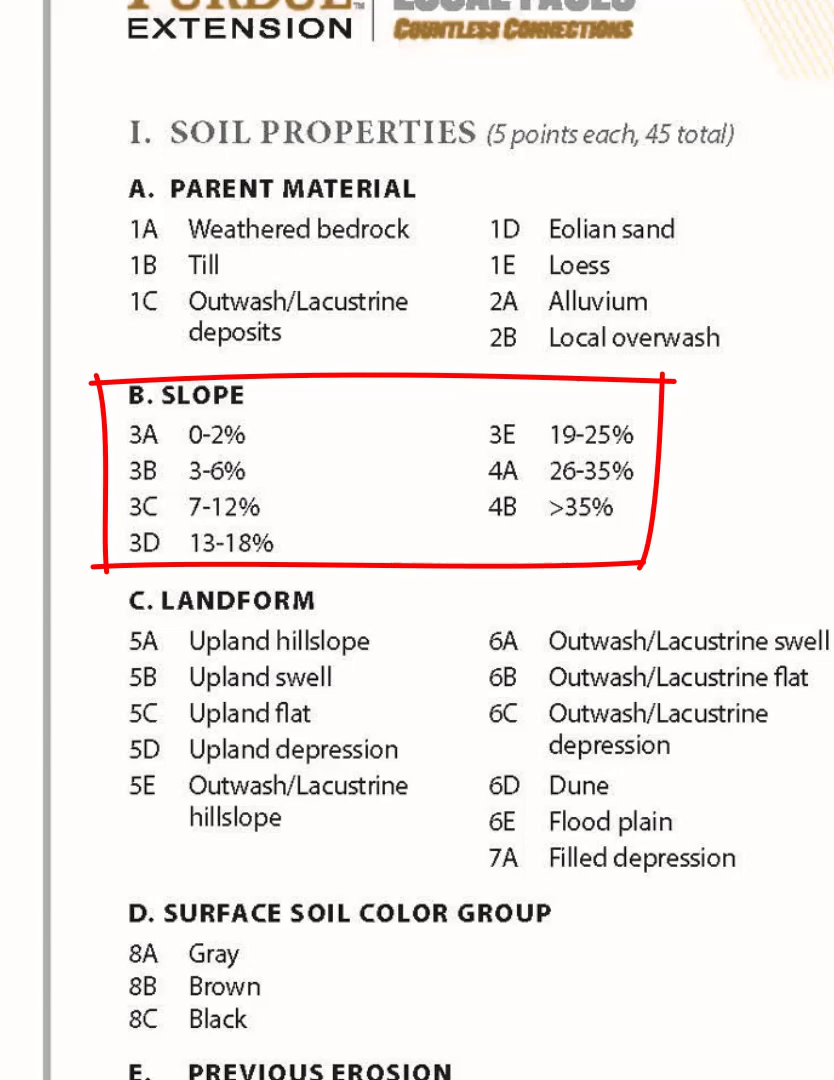 PURDUE™
EXTENSION
LOCAL FACES
COUNTLESS CONNECTIONS
I. SOIL PROPERTIES (5 points each, 45 total)
A. PARENT MATERIAL
1A Weathered bedrock
1B Till
1C Outwash/Lacustrine
deposits
1D Eolian sand
1E Loess
2A Alluvium
2B Local overwash
B. SLOPE
3A 0-2%
3B 3-6%
3C 7-12%
3D 13-18%
3E 19-25%
4A 26-35%
4B >35%
C. LANDFORM
5A Upland hillslope
5B Upland swell
5C Upland flat
5D Upland depression
5E Outwash/Lacustrine
hillslope
6A Outwash/Lacustrine swell
6B Outwash/Lacustrine flat
6C Outwash/Lacustrine
depression
6D Dune
6E Flood plain
7A Filled depression
D. SURFACE SOIL COLOR GROUP
8A Gray
8B Brown
8C Black
E. PREVIOUS EROSION